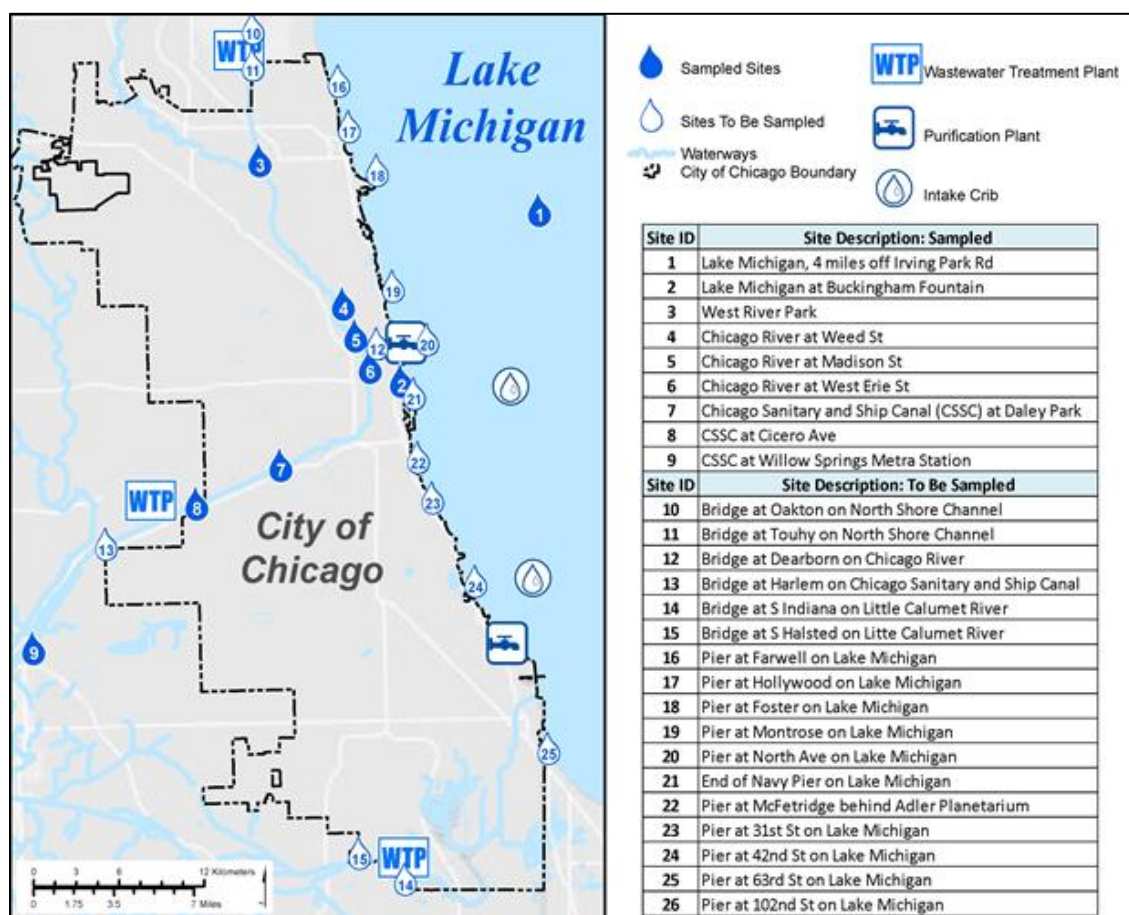 10
WTP
11
Lake
Michigan
16
17
3
18
1
19
4
5
12
20
6
2
21
7
22
WTP
8
23
13
City of
Chicago
24
9
25
15
WTP
14
0 3 6 12 Kilometers
0 1.75 3.5 7 Miles
Sampled Sites
WTP Wastewater Treatment Plant
Sites To Be Sampled
Purification Plant
Waterways
City of Chicago Boundary
Intake Crib
Site ID Site Description: Sampled
1 Lake Michigan, 4 miles off Irving Park Rd
2 Lake Michigan at Buckingham Fountain
3 West River Park
4 Chicago River at Weed St
5 Chicago River at Madison St
6 Chicago River at West Erie St
7 Chicago Sanitary and Ship Canal (CSSC) at Daley Park
8 CSSC at Cicero Ave
9 CSSC at Willow Springs Metra Station
Site ID Site Description: To Be Sampled
10 Bridge at Oakton on North Shore Channel
11 Bridge at Touhy on North Shore Channel
12 Bridge at Dearborn on Chicago River
13 Bridge at Harlem on Chicago Sanitary and Ship Canal
14 Bridge at S Indiana on Little Calumet River
15 Bridge at S Halsted on Litte Calumet River
16 Pier at Farwell on Lake Michigan
17 Pier at Hollywood on Lake Michigan
18 Pier at Foster on Lake Michigan
19 Pier at Montrose on Lake Michigan
20 Pier at North Ave on Lake Michigan
21 End of Navy Pier on Lake Michigan
22 Pier at McFetridge behind Adler Planetarium
23 Pier at 31st St on Lake Michigan
24 Pier at 42nd St on Lake Michigan
25 Pier at 63rd St on Lake Michigan
26 Pier at 102nd St on Lake Michigan